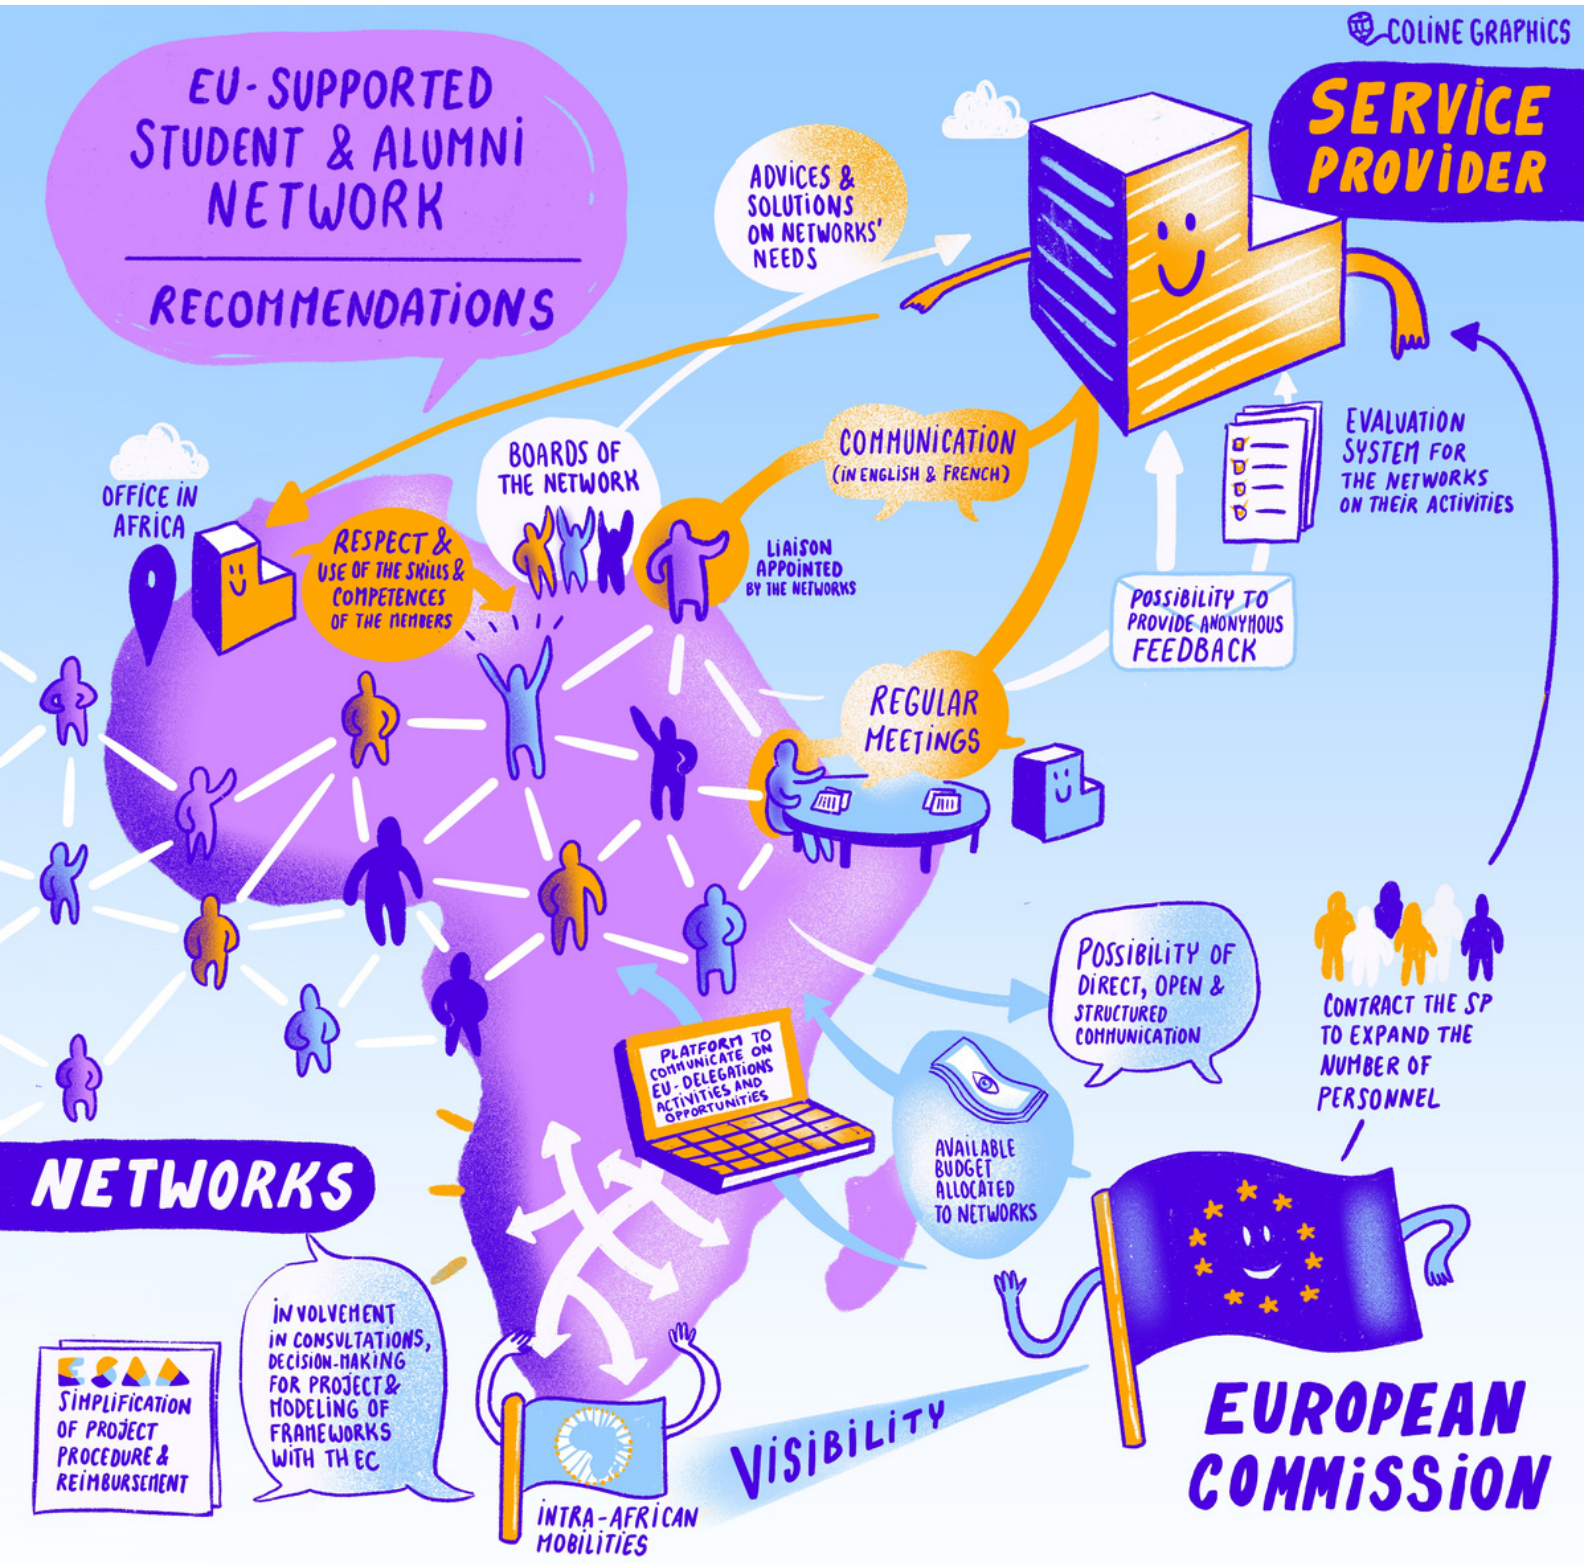 COLINE GRAPHICS
EU-SUPPORTED
STUDENT & ALUMNI
NETWORK
RECOMMENDATIONS
SERVICE
PROVIDER
ADVICES &
SOLUTIONS
ON NETWORKS'
NEEDS
OFFICE IN
AFRICA
RESPECT &
USE OF THE SKILLS &
COMPETENCES
OF THE MEMBERS
BOARDS OF
THE NETWORK
COMMUNICATION
(IN ENGLISH & FRENCH)
LIAISON
APPOINTED
BY THE NETWORKS
EVALUATION
SYSTEM FOR
THE NETWORKS
ON THEIR ACTIVITIES
POSSIBILITY TO
PROVIDE ANONYMOUS
FEEDBACK
REGULAR
MEETINGS
POSSIBILITY OF
DIRECT, OPEN &
STRUCTURED
COMMUNICATION
CONTRACT THE SP
TO EXPAND THE
NUMBER OF
PERSONNEL
PLATFORM TO
COMMUNICATE ON
EU-DELEGATIONS
ACTIVITIES AND
OPPORTUNITIES
AVAILABLE
BUDGET
ALLOCATED
TO NETWORKS
NETWORKS
IN VOLVEMENT
IN CONSULTATIONS,
DECISION-MAKING
FOR PROJECT &
MODELING OF
FRAMEWORKS
WITH TH EC
ESAA
SIMPLIFICATION
OF PROJECT
PROCEDURE &
REIMBURSEMENT
INTRA-AFRICAN
MOBILITIES
VISIBILITY
EUROPEAN
COMMISSION